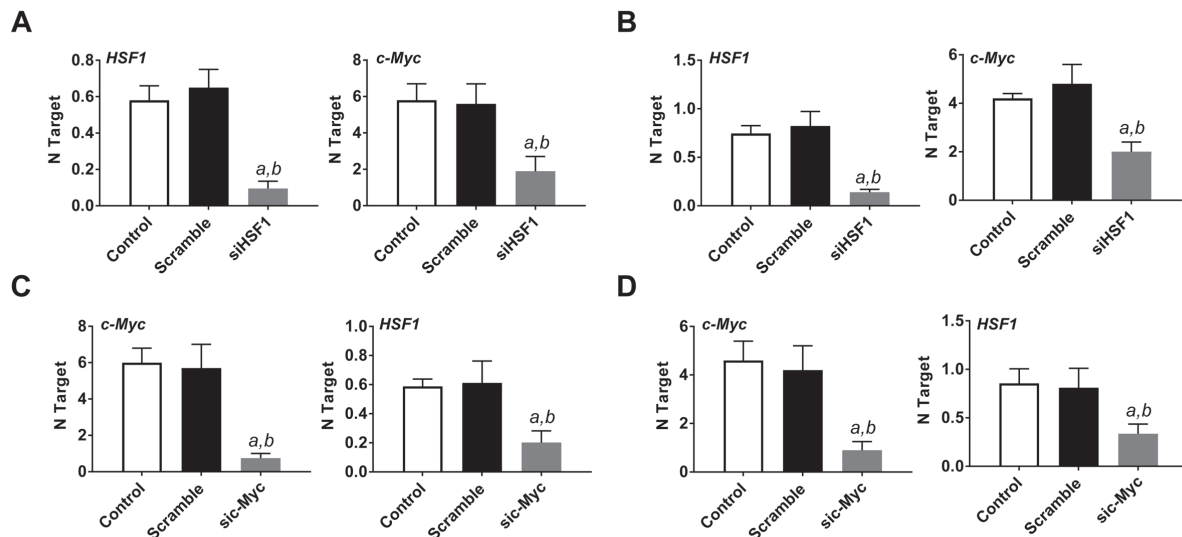 A
HSF1
N Target
0.8
0.6
0.4
0.2
0.0
Control
Scramble
siHSF1
a,b
c-Myc
N Target
8
6
4
2
0
Control
Scramble
siHSF1
a,b
B
HSF1
N Target
1.5
1.0
0.5
0.0
Control
Scramble
siHSF1
a,b
c-Myc
N Target
6
4
2
0
Control
Scramble
siHSF1
a,b
C
c-Myc
N Target
8
6
4
2
0
Control
Scramble
sic-Myc
a,b
HSF1
N Target
1.0
0.8
0.6
0.4
0.2
0.0
Control
Scramble
sic-Myc
a,b
D
c-Myc
N Target
6
4
2
0
Control
Scramble
sic-Myc
a,b
HSF1
N Target
1.5
1.0
0.5
0.0
Control
Scramble
sic-Myc
a,b